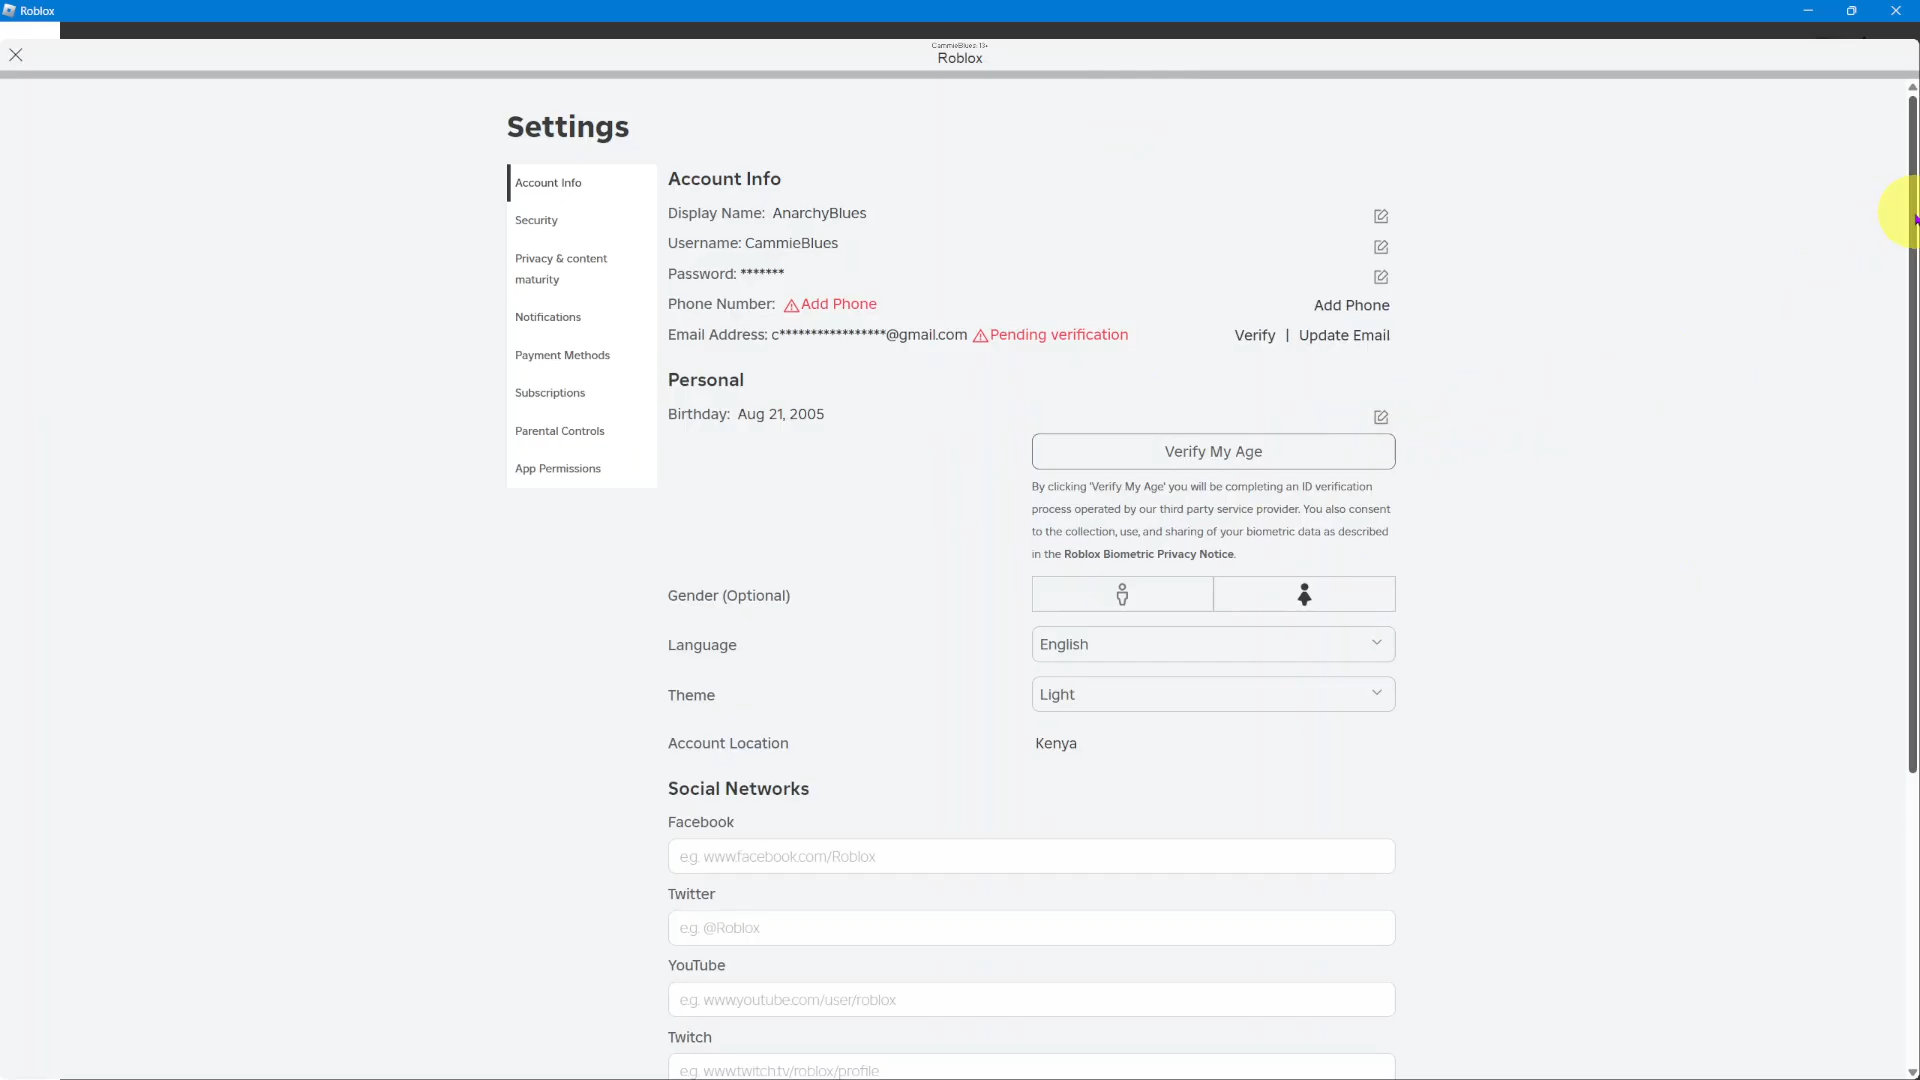 Roblox
CammieBlues: 13+
Roblox
Settings
Account Info
Security
Privacy & content
maturity
Notifications
Payment Methods
Subscriptions
Parental Controls
App Permissions
Account Info
Display Name: AnarchyBlues
Username: CammieBlues
Password: *******
Phone Number: Add Phone
Add Phone
Email Address: c*****************@gmail.com Pending verification
Verify | Update Email
Personal
Birthday: Aug 21, 2005
Verify My Age
By clicking 'Verify My Age' you will be completing an ID verification
process operated by our third party service provider. You also consent
to the collection, use, and sharing of your biometric data as described
in the Roblox Biometric Privacy Notice.
Gender (Optional)
Language
English
Theme
Light
Account Location
Kenya
Social Networks
Facebook
e.g. www.facebook.com/Roblox
Twitter
e.g. @Roblox
YouTube
e.g. www.youtube.com/user/roblox
Twitch
e.g. www.twitch.tv/roblox/profile